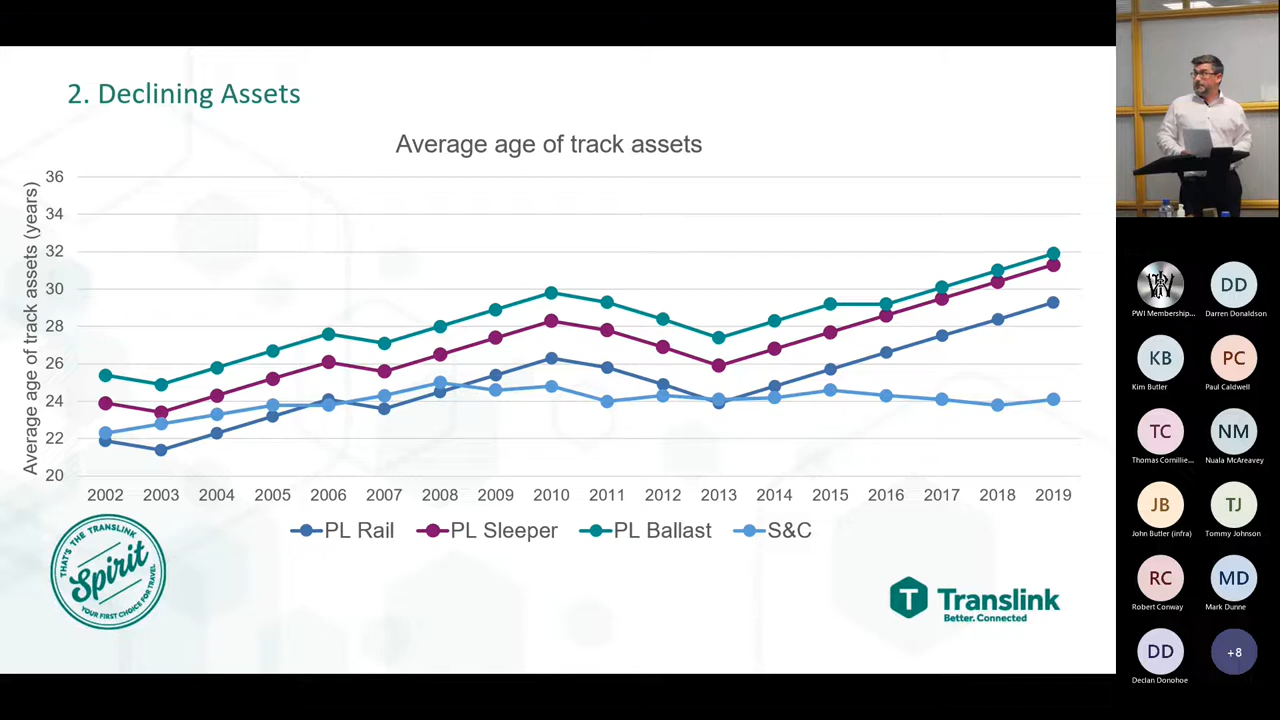 2. Declining Assets
Average age of track assets
Average age of track assets (years)
36
34
32
30
28
26
24
22
20
2002 2003 2004 2005 2006 2007 2008 2009 2010 2011 2012 2013 2014 2015 2016 2017 2018 2019
PL Rail PL Sleeper PL Ballast S&C
THAT'S THE TRANSLINK
Spirit
YOUR FIRST CHOICE FOR TRAVEL
T Translink
Better. Connected
PWI Membership...
DD
Darren Donaldson
KB
Kim Butler
PC
Paul Caldwell
TC
Thomas Cornillie...
NM
Nuala McAreavey
JB
John Butler (infra)
TJ
Tommy Johnson
RC
Robert Conway
MD
Mark Dunne
DD
Declan Donohoe
+8